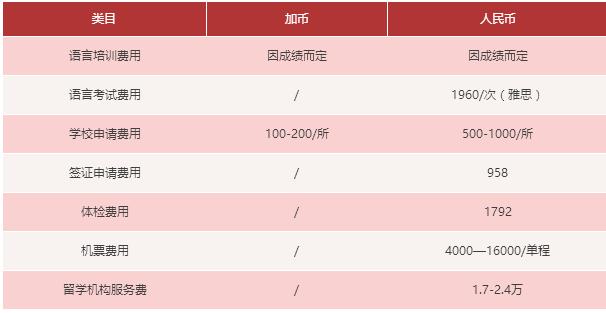 类目 加币 人民币
语言培训费用 因成绩而定 因成绩而定
语言考试费用 / 1960/次（雅思）
学校申请费用 100-200/所 500-1000/所
签证申请费用 / 958
体检费用 / 1792
机票费用 / 4000—16000/单程
留学机构服务费 / 1.7-2.4万